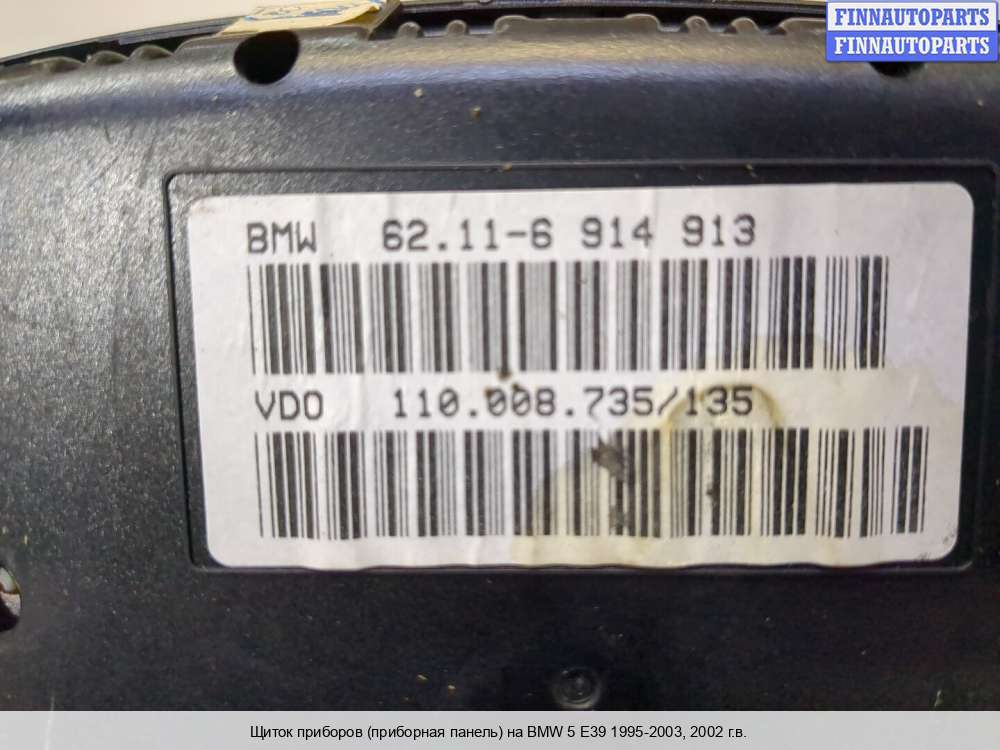 FINNAUTOPARTS
FINNAUTOPARTS
BMW 62.11-6 914 913
VDO 110.008.735/135
Щиток приборов (приборная панель) на BMW 5 E39 1995-2003, 2002 г.в.